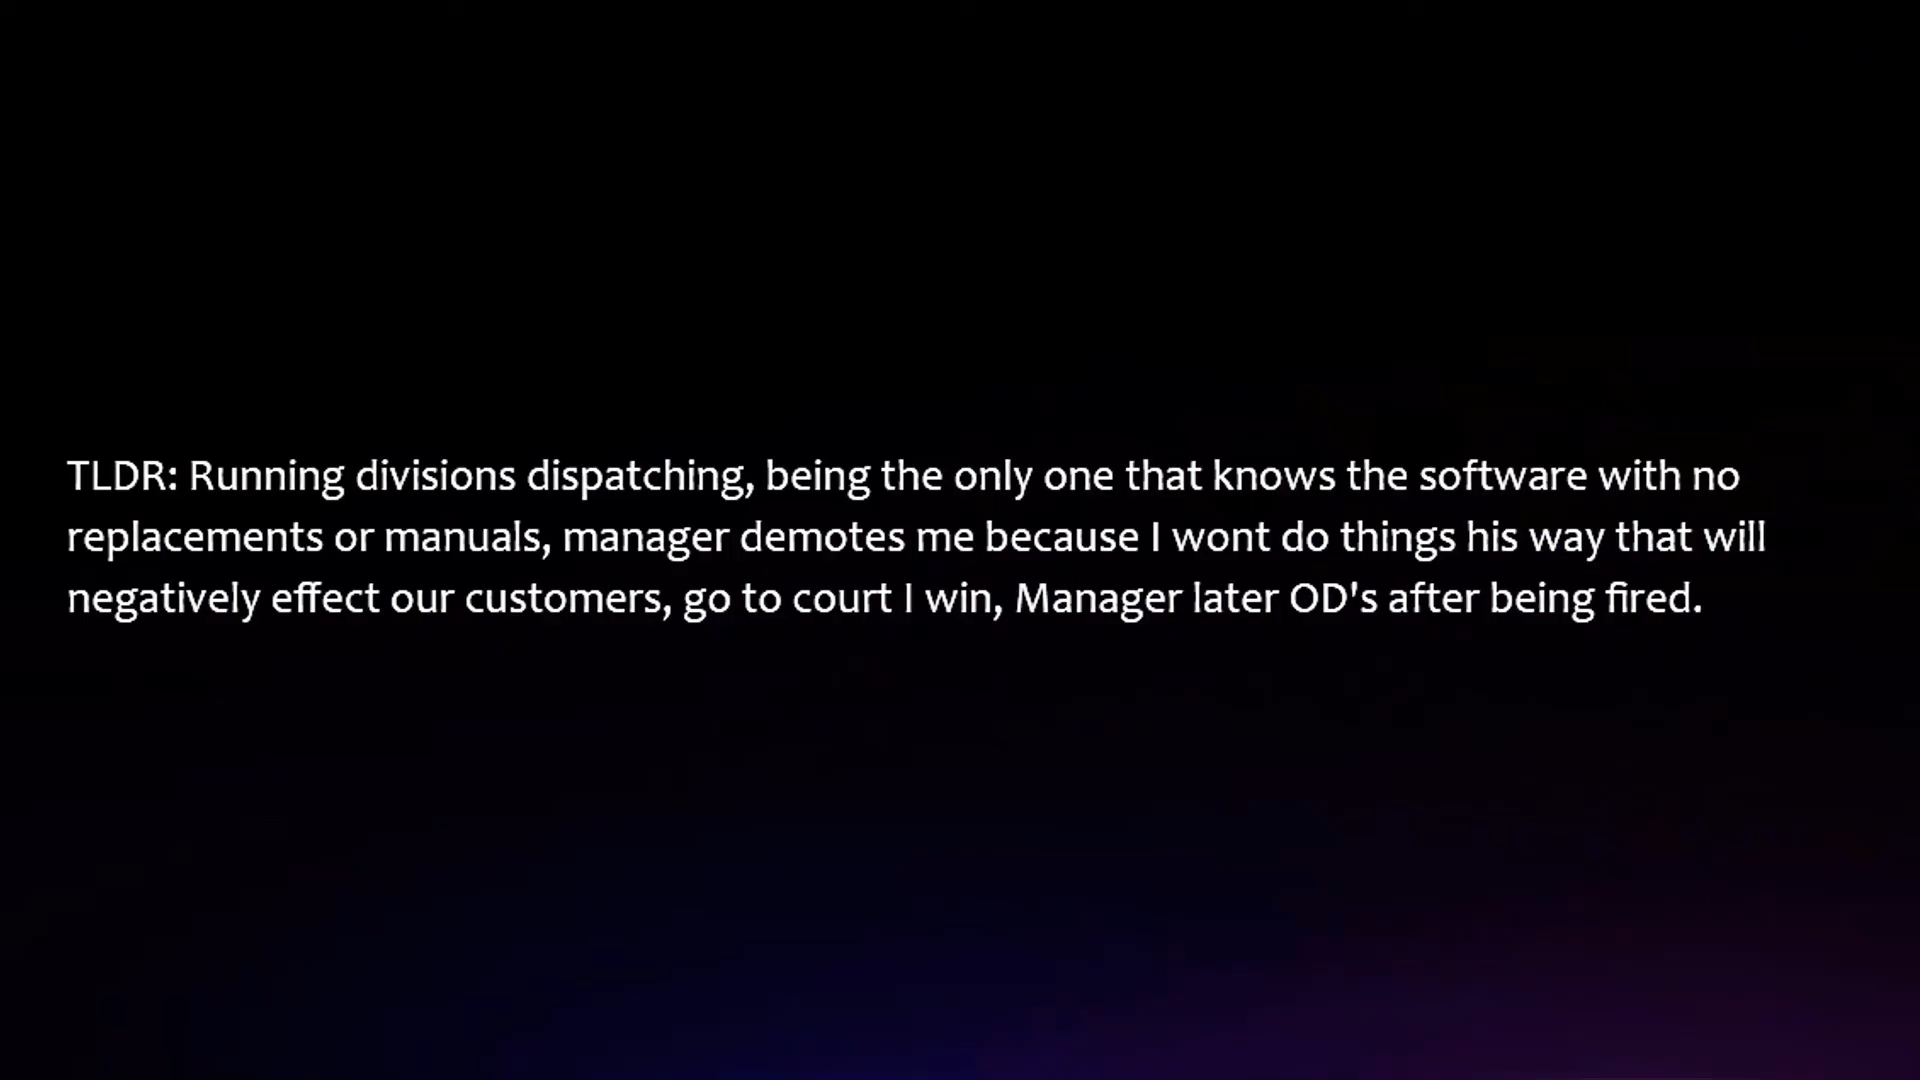 TLDR: Running divisions dispatching, being the only one that knows the software with no
replacements or manuals, manager demotes me because I wont do things his way that will
negatively effect our customers, go to court I win, Manager later OD's after being fired.